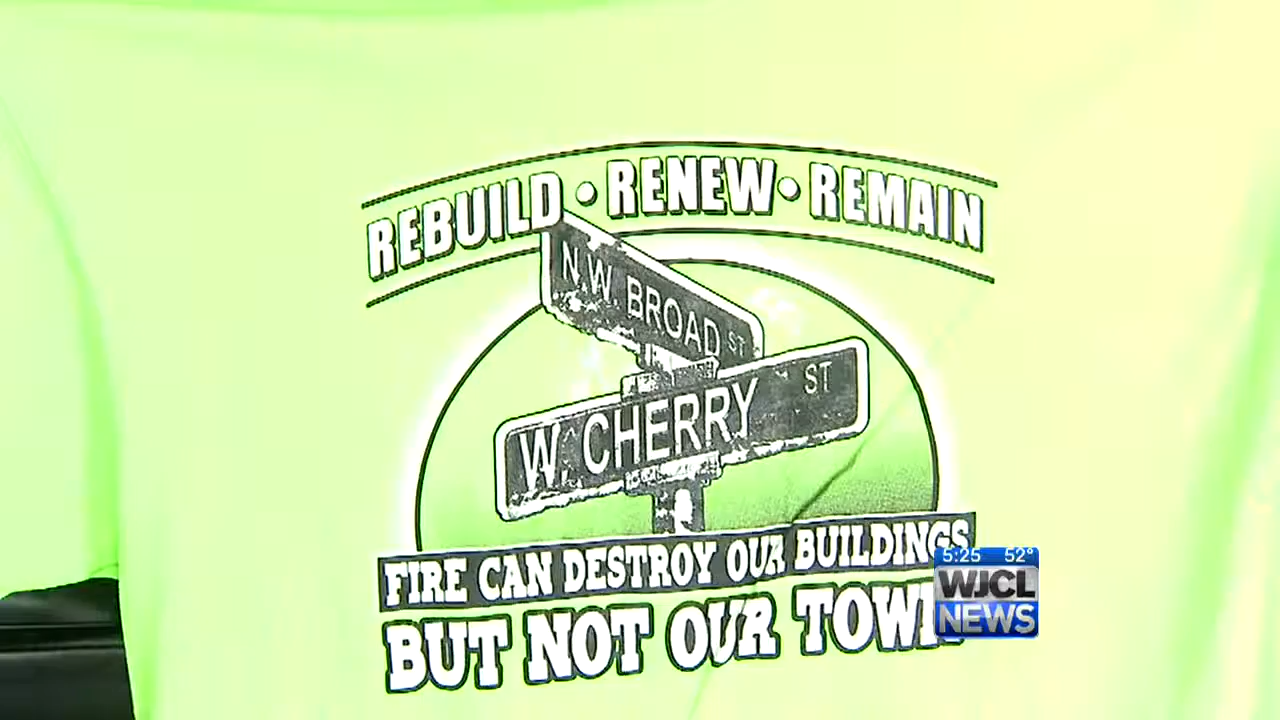 REBUILD • RENEW • REMAIN
N.W. BROAD ST
W. CHERRY ST
FIRE CAN DESTROY OUR BUILDINGS
BUT NOT OUR TOWN
5:25 52°
WJCL
NEWS